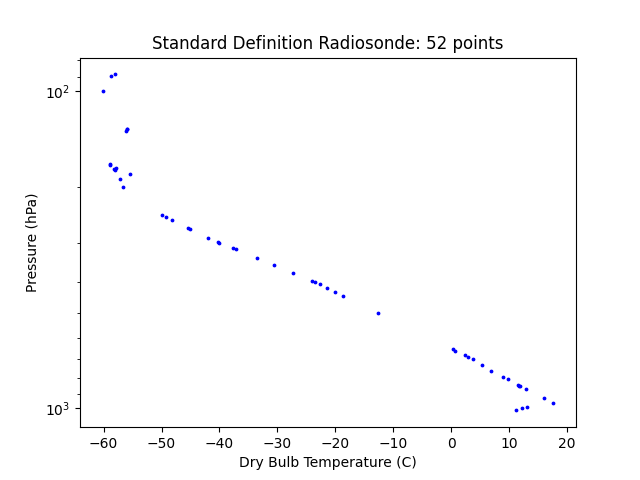 Standard Definition Radiosonde: 52 points
10²
10³
Pressure (hPa)
−60 −50 −40 −30 −20 −10 0 10 20
Dry Bulb Temperature (C)